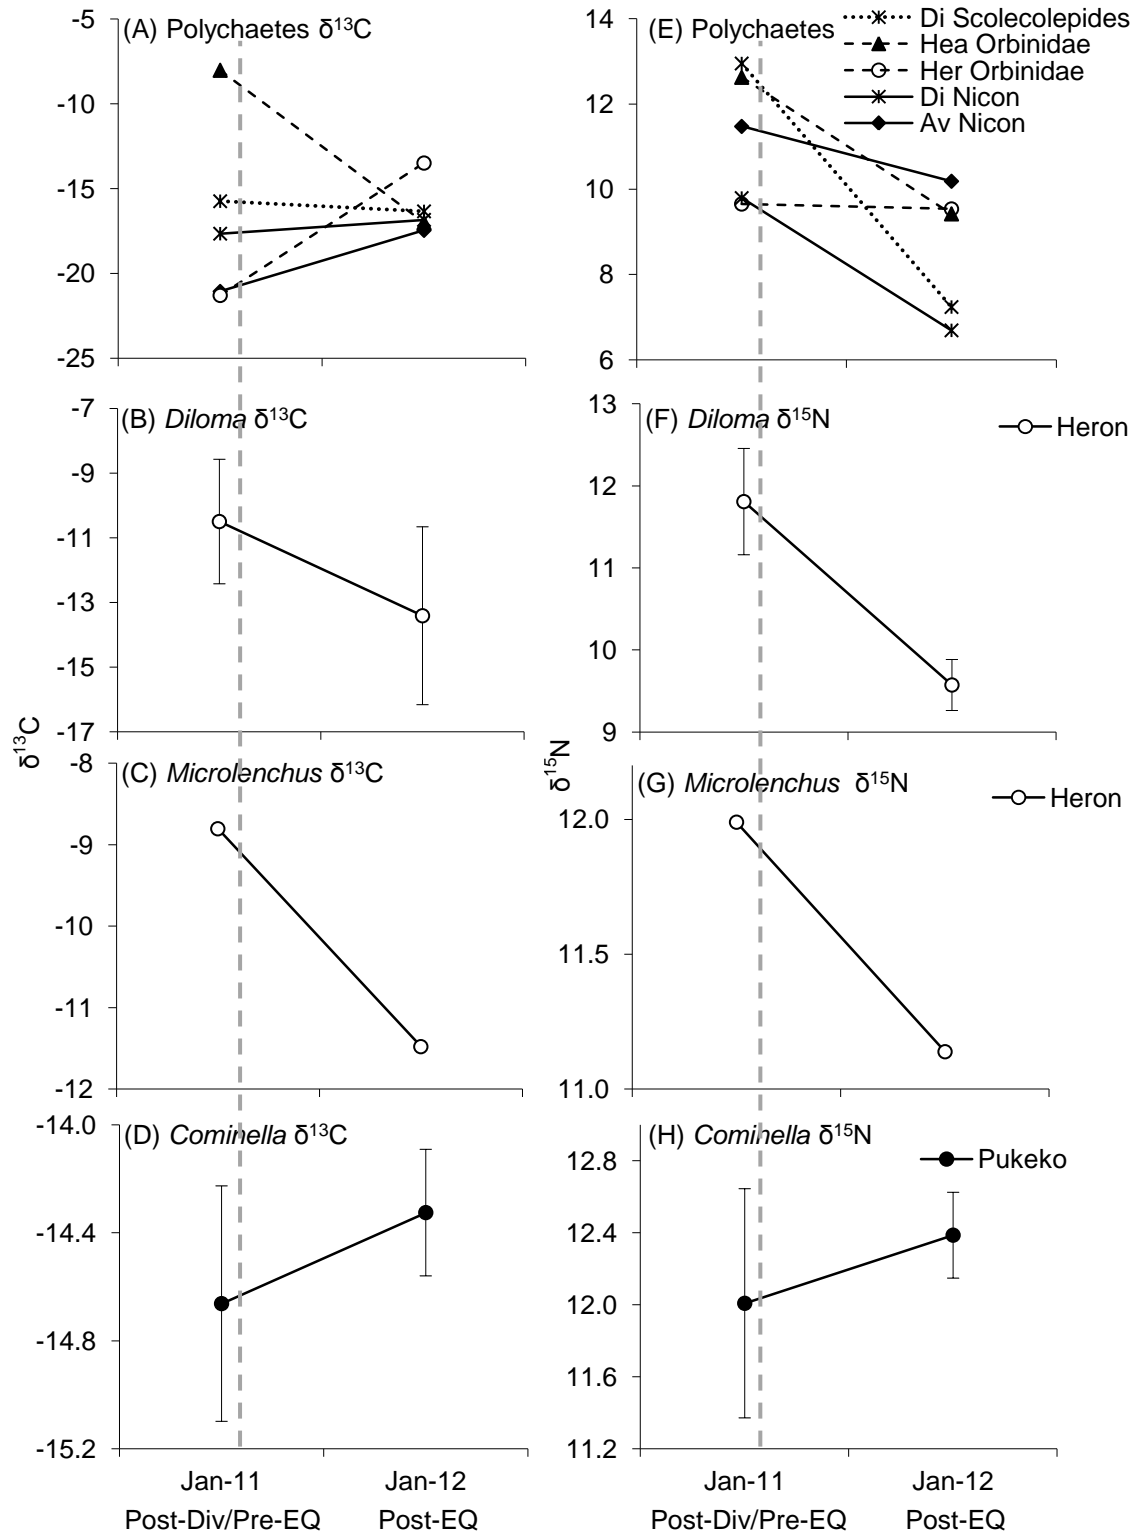 (A) Polychaetes δ¹³C
-5
-10
-15
-20
-25
(E) Polychaetes
Di Scolecolepides
Hea Orbinidae
Her Orbinidae
Di Nicon
Av Nicon
14
12
10
8
6
(B) Diloma δ¹³C
-7
-9
-11
-13
-15
-17
(F) Diloma δ¹⁵N
Heron
13
12
11
10
9
δ¹³C
δ¹⁵N
(C) Microlenchus δ¹³C
-8
-9
-10
-11
-12
(G) Microlenchus δ¹⁵N
Heron
12.0
11.5
11.0
(D) Cominella δ¹³C
-14.0
-14.4
-14.8
-15.2
(H) Cominella δ¹⁵N
Pukeko
12.8
12.4
12.0
11.6
11.2
Jan-11
Post-Div/Pre-EQ
Jan-12
Post-EQ
Jan-11
Post-Div/Pre-EQ
Jan-12
Post-EQ